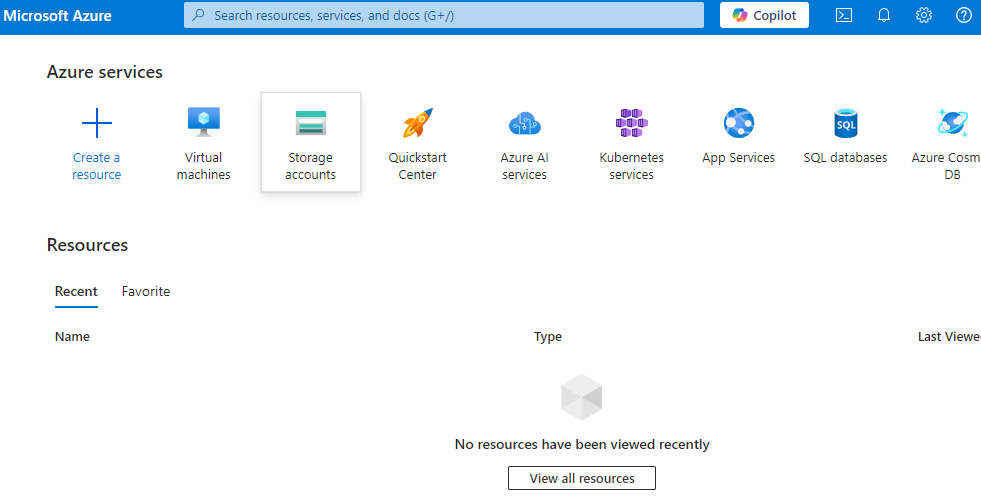 Microsoft Azure
Search resources, services, and docs (G+/)
Copilot
Azure services
Create a
resource
Virtual
machines
Storage
accounts
Quickstart
Center
Azure AI
services
Kubernetes
services
App Services
SQL
SQL databases
Azure Cosm
DB
Resources
Recent
Favorite
Name
Type
Last Viewe
No resources have been viewed recently
View all resources